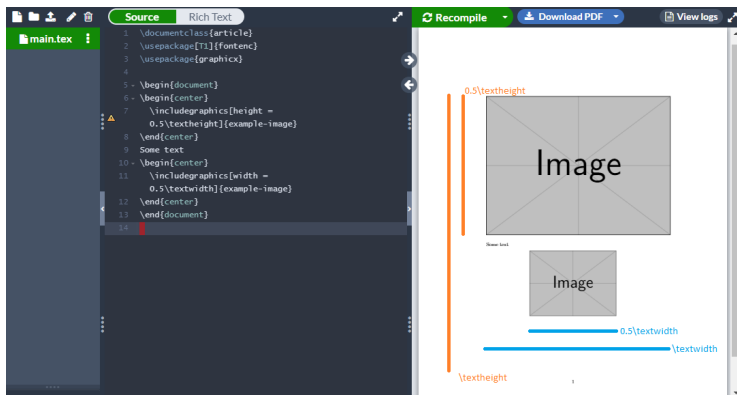 Source
Rich Text
Recompile
Download PDF
View logs
main.tex
1 \documentclass{article}
2 \usepackage[T1]{fontenc}
3 \usepackage{graphicx}
4
5 \begin{document}
6 \begin{center}
7 \includegraphics[height =
0.5\textheight]{example-image}
8 \end{center}
9 Some text
10 \begin{center}
11 \includegraphics[width =
0.5\textwidth]{example-image}
12 \end{center}
13 \end{document}
14
0.5\textheight
Image
Some text
Image
0.5\textwidth
\textwidth
\textheight
1